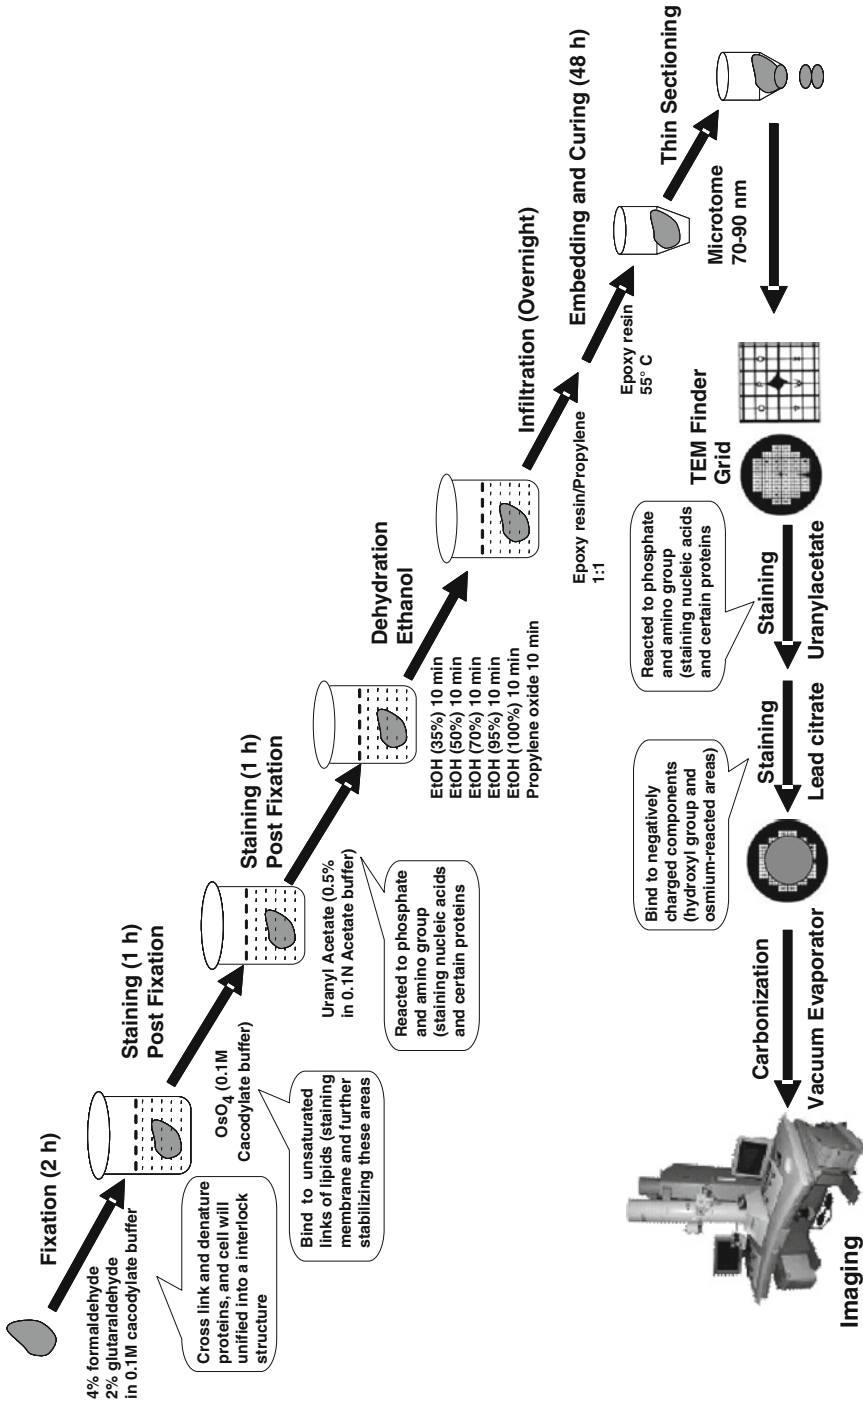 Fixation (2 h)
4% formaldehyde
2% glutaraldehyde
in 0.1M cacodylate buffer
Cross link and denature
proteins, and cell will
unified into a interlock
structure
Staining (1 h)
Post Fixation
OsO4 (0.1M
Cacodylate buffer)
Bind to unsaturated
links of lipids (staining
membrane and further
stabilizing these areas
Staining (1 h)
Post Fixation
Uranyl Acetate (0.5%
in 0.1N Acetate buffer)
Reacted to phosphate
and amino group
(staining nucleic acids
and certain proteins
Dehydration
Ethanol
EtOH (35%) 10 min
EtOH (50%) 10 min
EtOH (70%) 10 min
EtOH (95%) 10 min
EtOH (100%) 10 min
Propylene oxide 10 min
Infiltration (Overnight)
Epoxy resin/Propylene
1:1
Embedding and Curing (48 h)
Epoxy resin
55° C
Thin Sectioning
Microtome
70-90 nm
TEM Finder
Grid
Reacted to phosphate
and amino group
(staining nucleic acids
and certain proteins
Staining
Uranylacetate
Bind to negatively
charged components
(hydroxyl group and
osmium-reacted areas)
Staining
Lead citrate
Carbonization
Vacuum Evaporator
Imaging